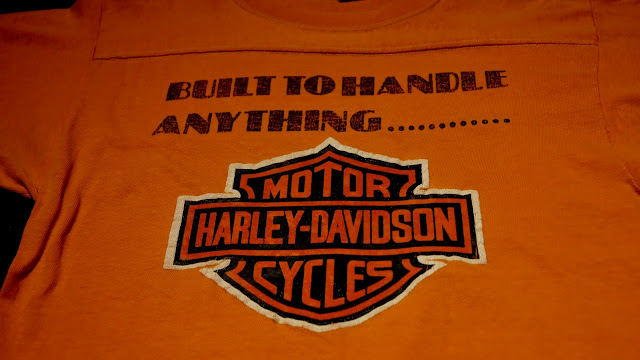 BUILT TO HANDLE
ANYTHING.............
MOTOR
HARLEY-DAVIDSON
CYCLES